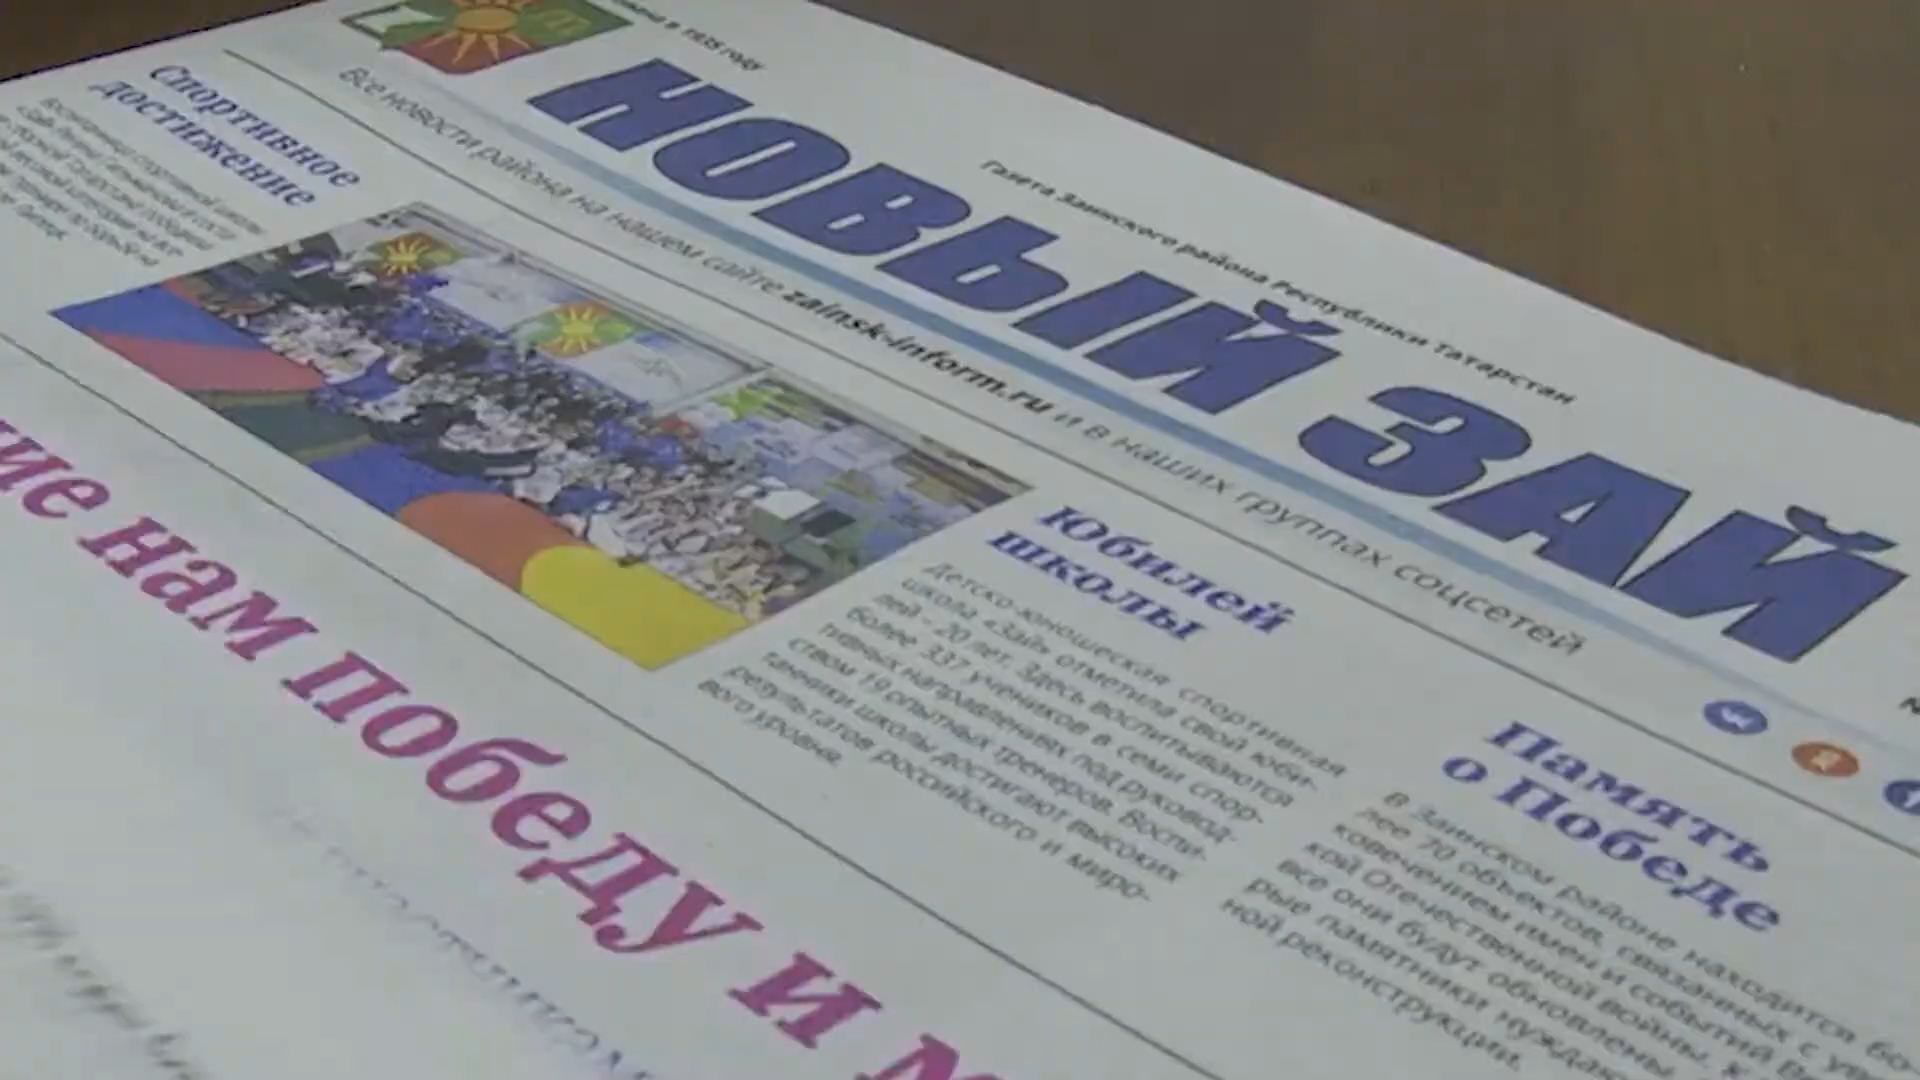 в 1935 году
НОВЫЙ ЗАЙ
Газета Заинского района Республики Татарстан
Все новости района на нашем сайте zainsk-inform.ru и в наших группах соцсетей
Спортивное
достижение
Юбилей
школы
Детско-юношеская спортивная
школа «Зай» отметила свой юби-
лей – 20 лет. Здесь воспитываются
более 337 учеников в семи спор-
тивных направлениях под руковод-
ством 19 опытных тренеров. Воспи-
танники школы достигают высоких
результатов российского и миро-
вого уровня.
Память
о Победе
В Заинском районе находится бо-
лее 70 объектов, связанных с уве-
ковечением имен и событий
кой Отечественной войны. К
все они будут обновлены.
рые памятники нуждаю
ной реконструкции.
ие нам Победу и м